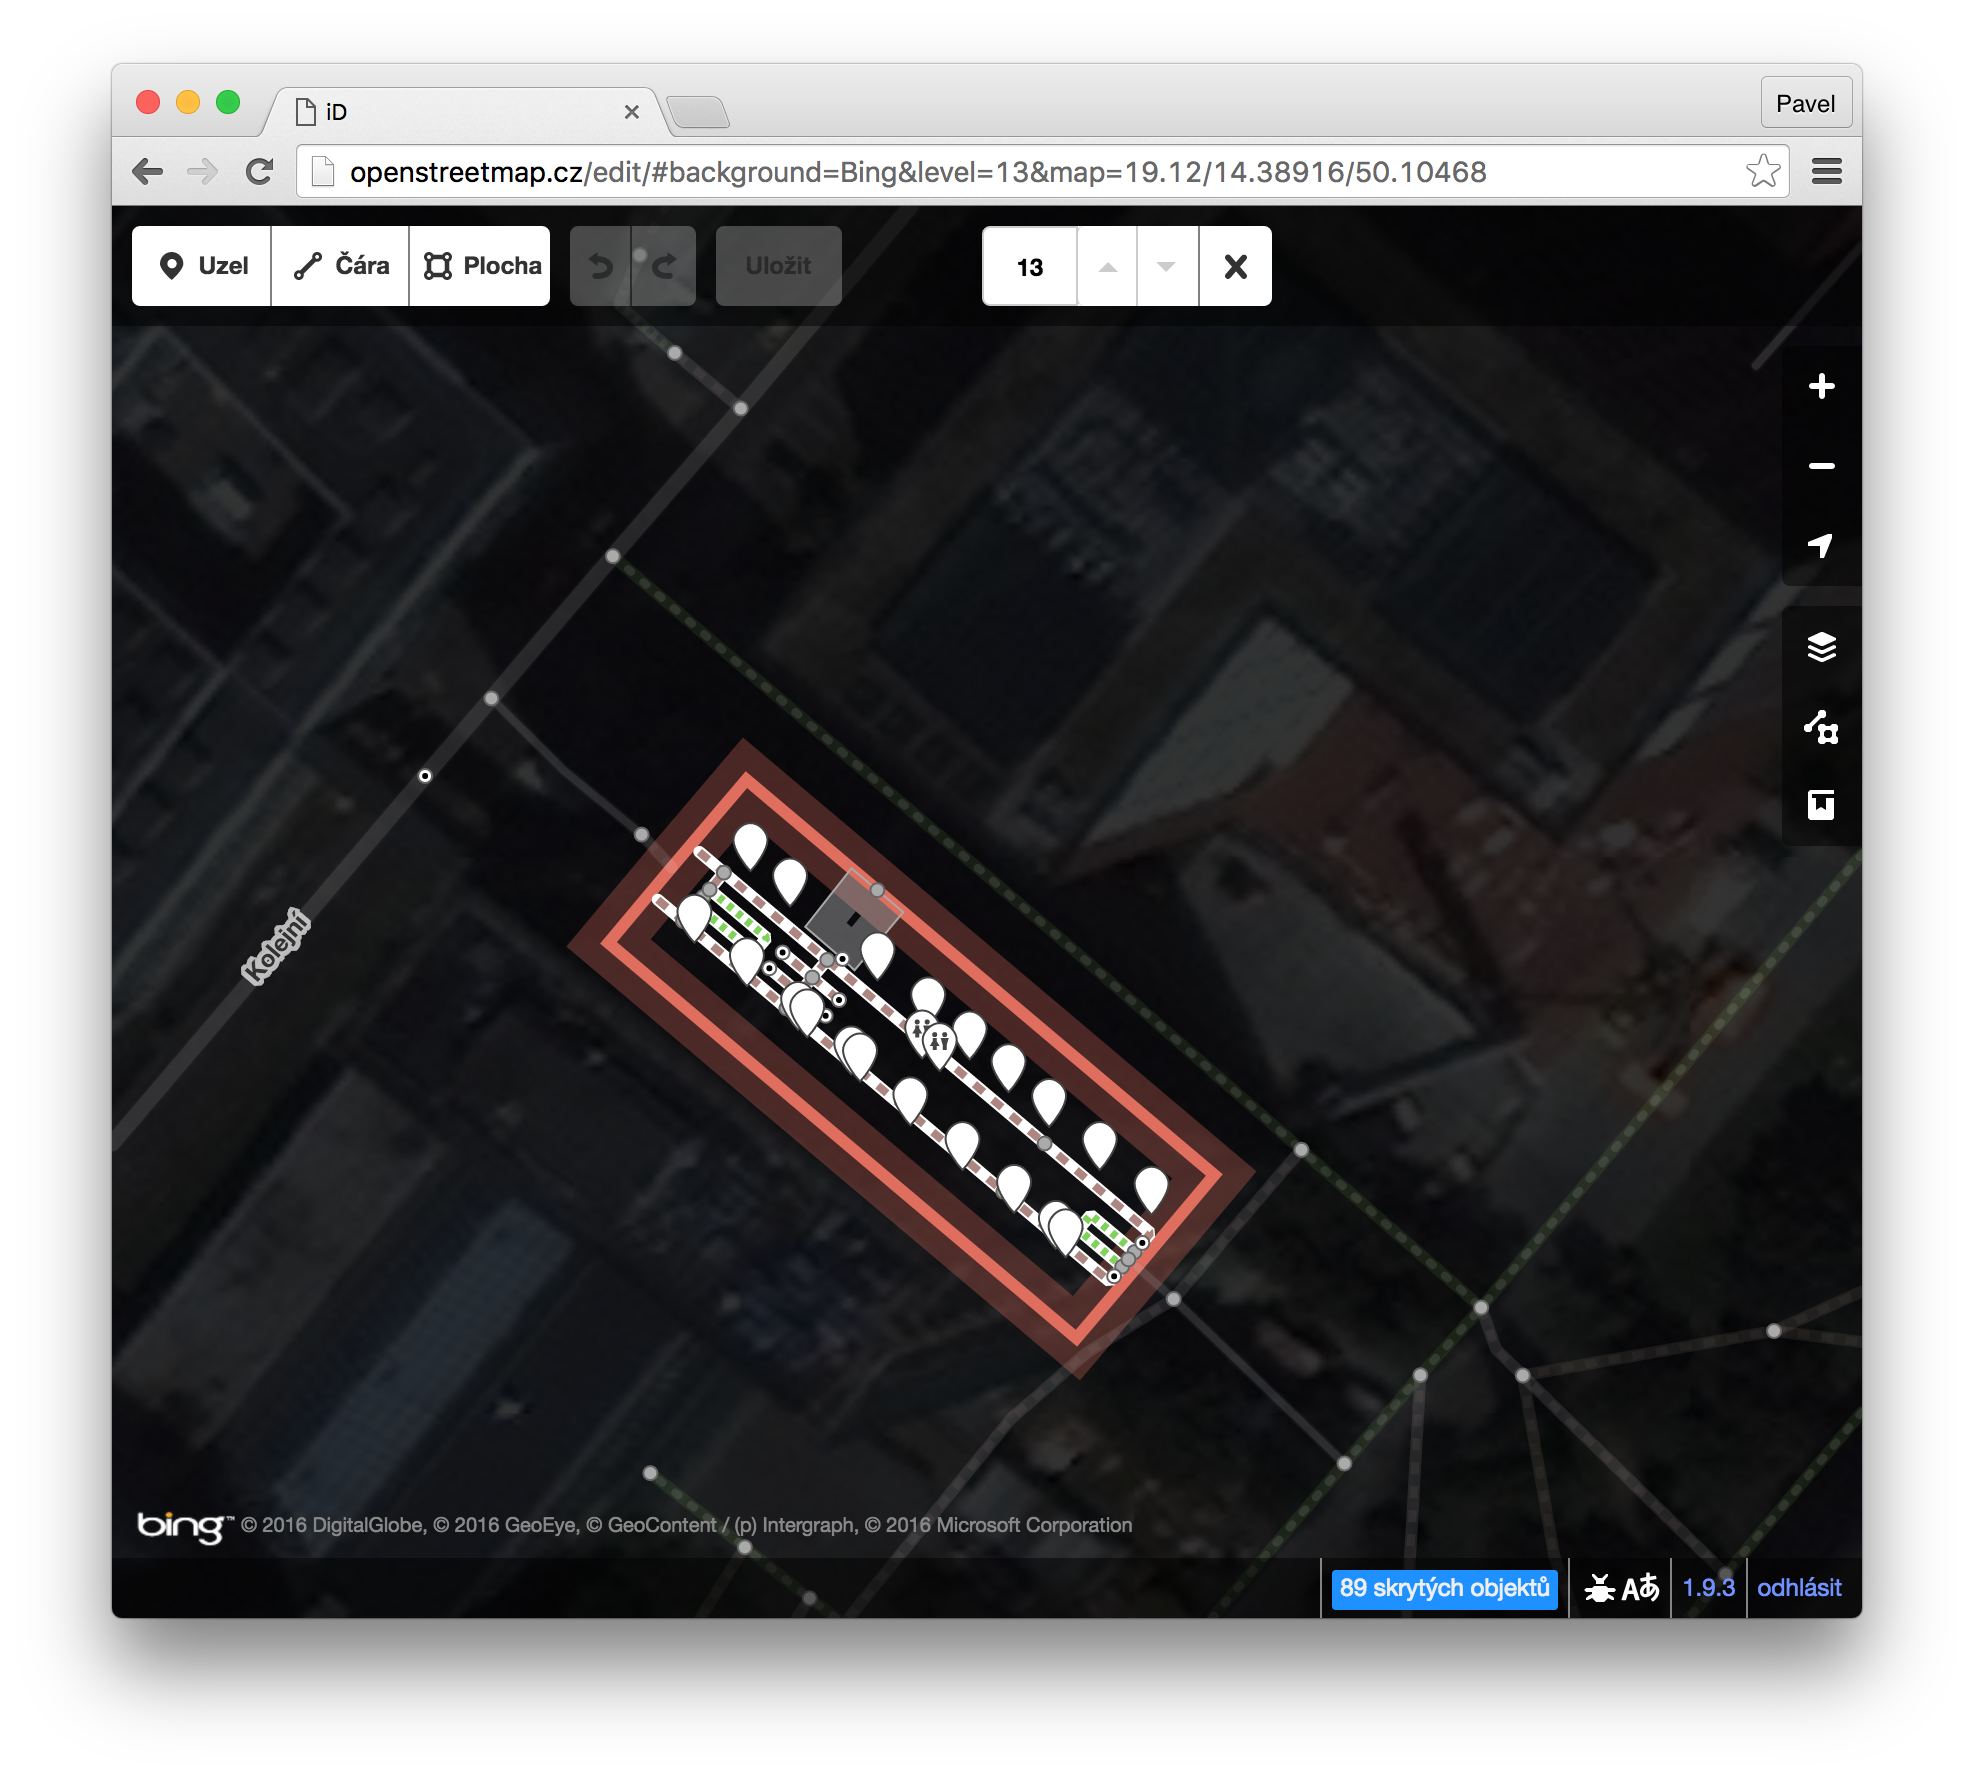 iD
Pavel
openstreetmap.cz/edit/#background=Bing&level=13&map=19.12/14.38916/50.10468
Uzel
Čára
Plocha
Uložit
13
Kolejní
bing™ © 2016 DigitalGlobe, © 2016 GeoEye, © GeoContent / (p) Intergraph, © 2016 Microsoft Corporation
89 skrytých objektů
Aあ
1.9.3
odhlásit